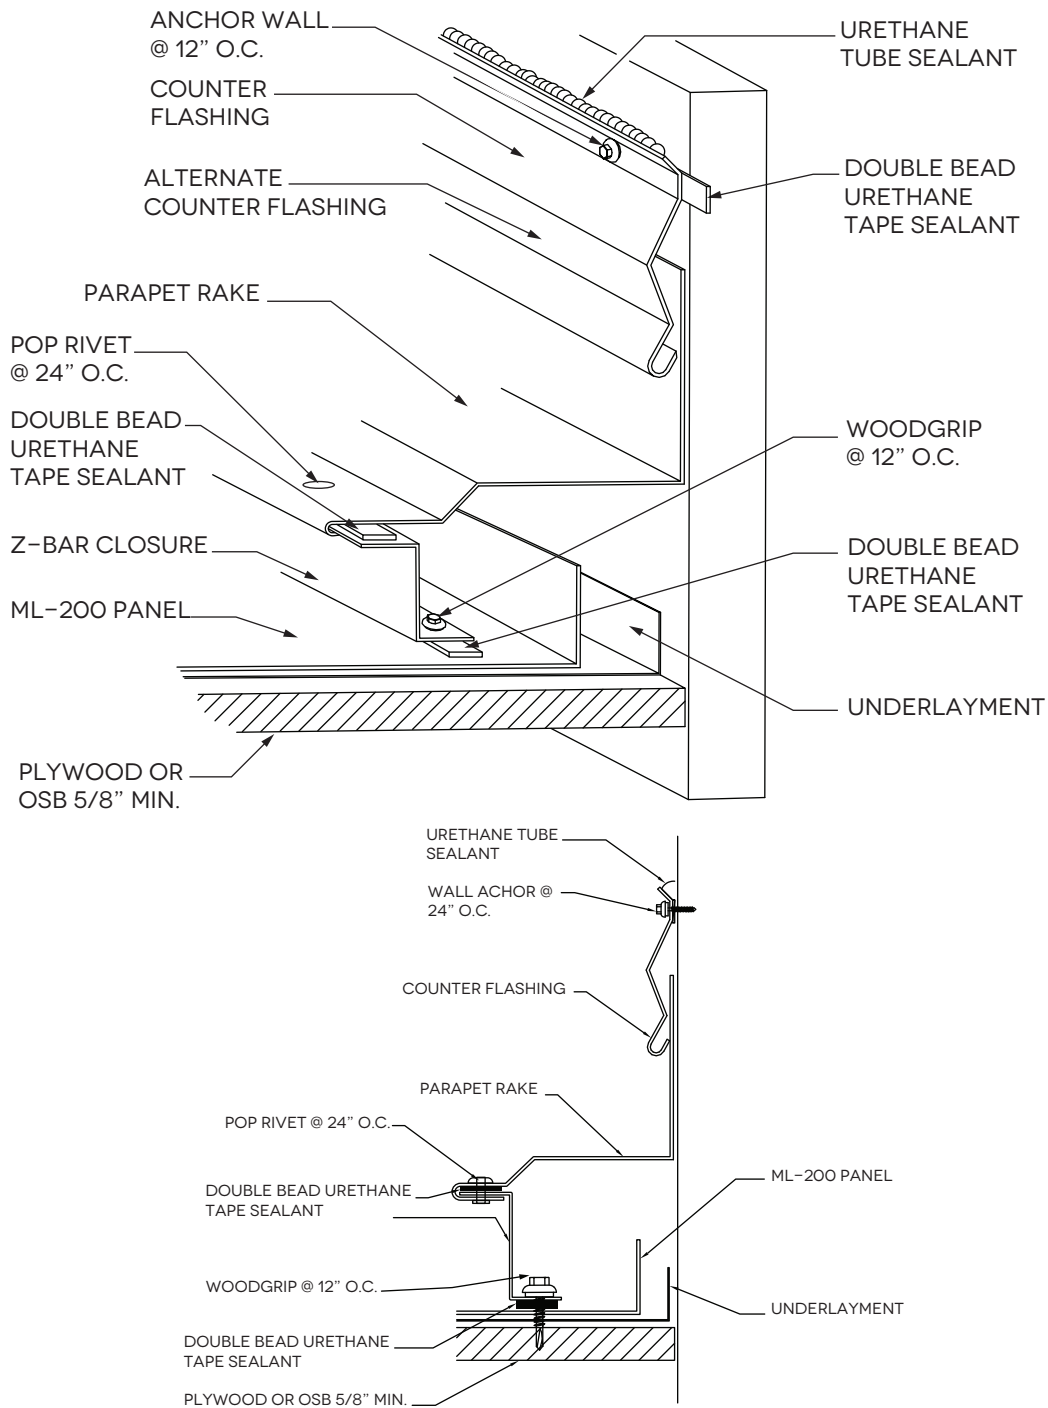 ANCHOR WALL
@ 12” O.C.
COUNTER
FLASHING
ALTERNATE
COUNTER FLASHING
PARAPET RAKE
POP RIVET
@ 24” O.C.
DOUBLE BEAD
URETHANE
TAPE SEALANT
Z-BAR CLOSURE
ML-200 PANEL
PLYWOOD OR
OSB 5/8” MIN.
URETHANE
TUBE SEALANT
DOUBLE BEAD
URETHANE
TAPE SEALANT
WOODGRIP
@ 12” O.C.
DOUBLE BEAD
URETHANE
TAPE SEALANT
UNDERLAYMENT
URETHANE TUBE
SEALANT
WALL ACHOR @
24” O.C.
COUNTER FLASHING
PARAPET RAKE
POP RIVET @ 24” O.C.
DOUBLE BEAD URETHANE
TAPE SEALANT
WOODGRIP @ 12” O.C.
DOUBLE BEAD URETHANE
TAPE SEALANT
PLYWOOD OR OSB 5/8” MIN.
ML-200 PANEL
UNDERLAYMENT